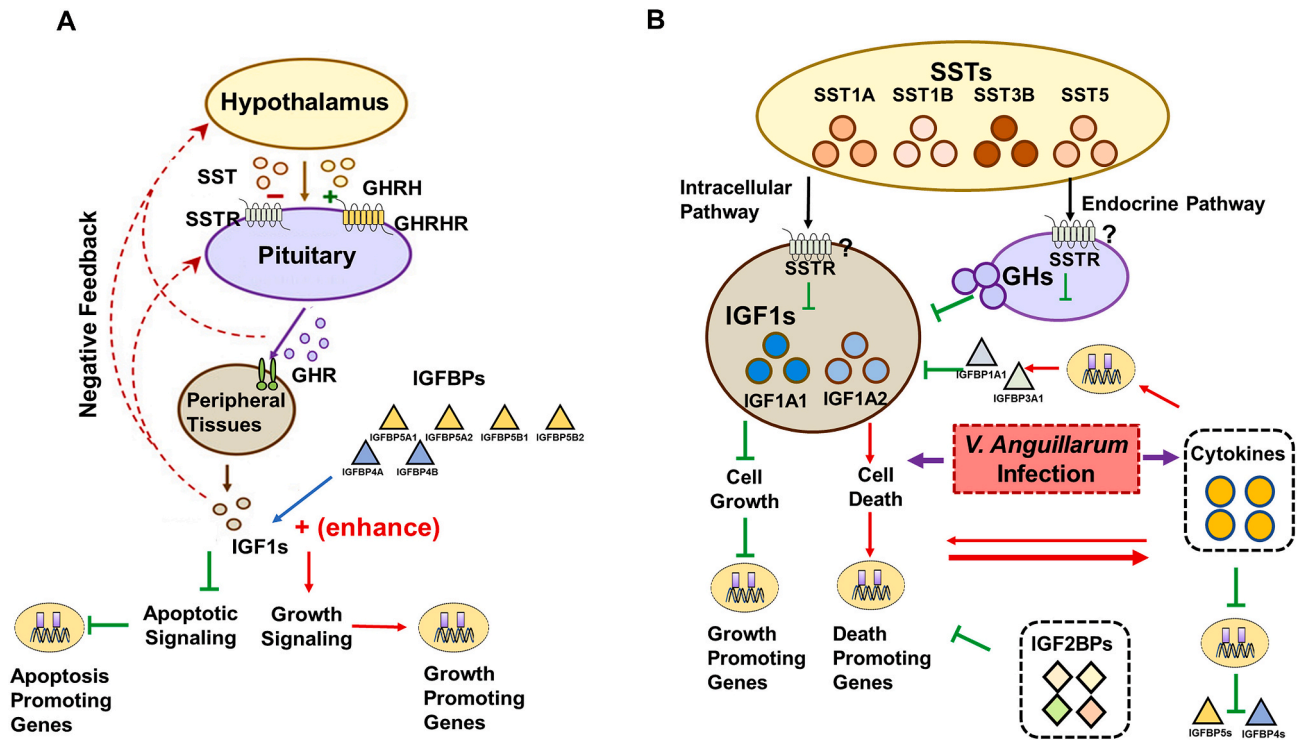 A
Hypothalamus
SST
GHRH
SSTR
GHRHR
Pituitary
Negative Feedback
GHR
Peripheral
Tissues
IGFBPs
IGFBP5A1
IGFBP5A2
IGFBP5B1
IGFBP5B2
IGFBP4A
IGFBP4B
+ (enhance)
IGF1s
Apoptotic
Signaling
Growth
Signaling
Apoptosis
Promoting
Genes
Growth
Promoting
Genes
B
SSTs
SST1A
SST1B
SST3B
SST5
Intracellular
Pathway
Endocrine Pathway
?
SSTR
?
SSTR
GHs
IGF1s
IGF1A1
IGF1A2
IGFBP1A1
IGFBP3A1
V. Anguillarum
Infection
Cytokines
Cell
Growth
Cell
Death
Growth
Promoting
Genes
Death
Promoting
Genes
IGF2BPs
IGFBP5s
IGFBP4s